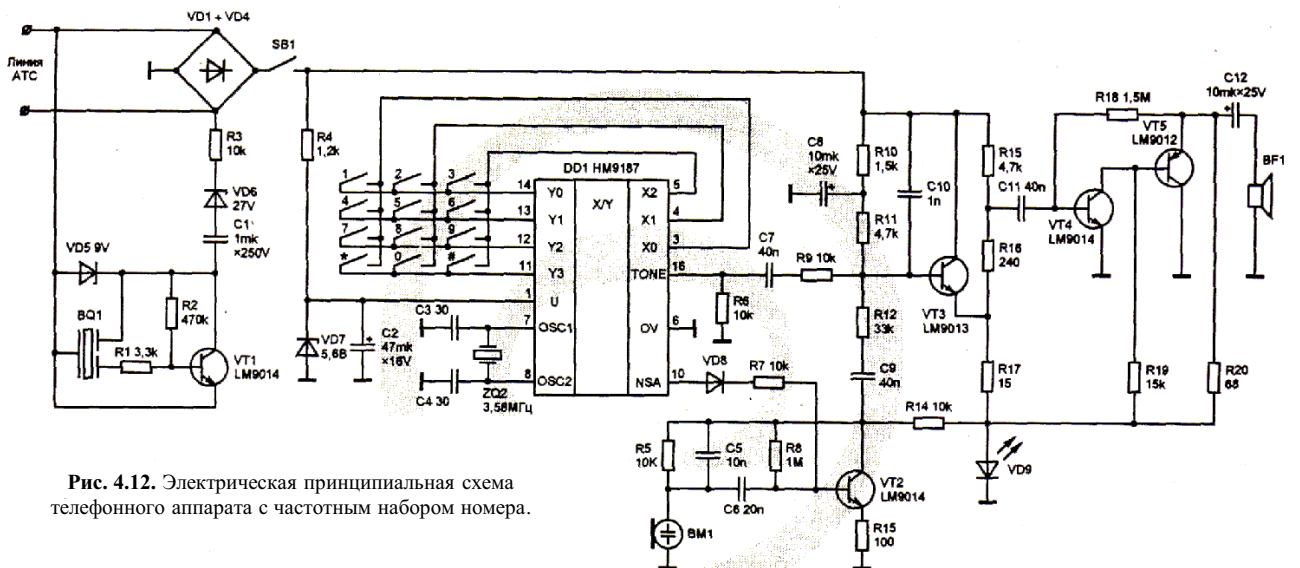 VD1 + VD4
SB1
Линия
АТС
R3
10k
VD6
27V
C1
1mk
×250V
VD5 9V
R2
470k
BQ1
R1 3,3k
VT1
LM9014
R4
1,2k
VD7
5,6B
C2
47mk
×16V
1 2 3
4 5 6
7 8 9
* 0 #
DD1 HM9187
X/Y
14 Y0
13 Y1
12 Y2
11 Y3
1 U
7 OSC1
8 OSC2
X2 5
X1 4
X0 3
TONE 16
OV 6
NSA 10
C3 30
C4 30
ZQ2
3,58МГц
R6
10k
VD8
R7 10k
C7
40n
R9 10k
C8
10mk
×25V
R10
1,5k
R11
4,7k
C10
1n
R12
33k
C9
40n
VT3
LM9013
R15
4,7k
R16
240
R17
15
C11 40n
R18 1,5M
VT4
LM9014
VT5
LM9012
C12
10mk×25V
BF1
R19
15k
R20
68
R14 10k
VD9
R5
10K
C5
10n
R8
1M
C6 20n
BM1
VT2
LM9014
R15
100
Рис. 4.12. Электрическая принципиальная схема
телефонного аппарата с частотным набором номера.